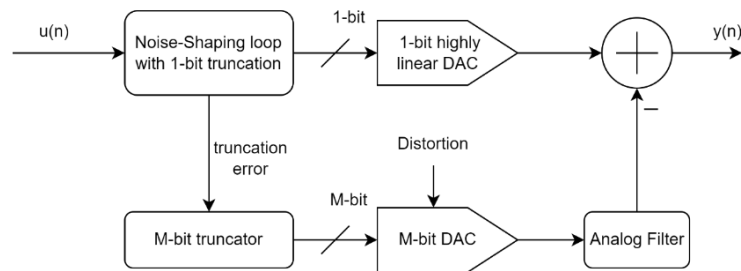 u(n)
Noise-Shaping loop
with 1-bit truncation
1-bit
1-bit highly
linear DAC
y(n)
truncation
error
Distortion
M-bit truncator
M-bit
M-bit DAC
Analog Filter